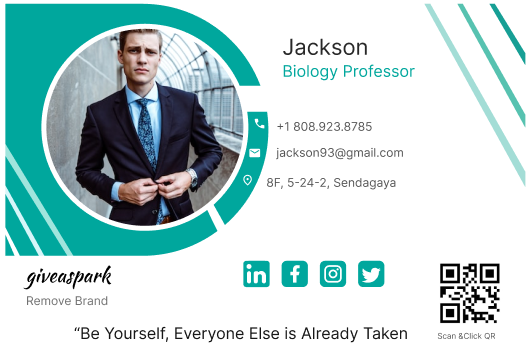 Jackson
Biology Professor
+1 808.923.8785
jackson93@gmail.com
8F, 5-24-2, Sendagaya
giveaspark
Remove Brand
in f
Scan &Click QR
“Be Yourself, Everyone Else is Already Taken